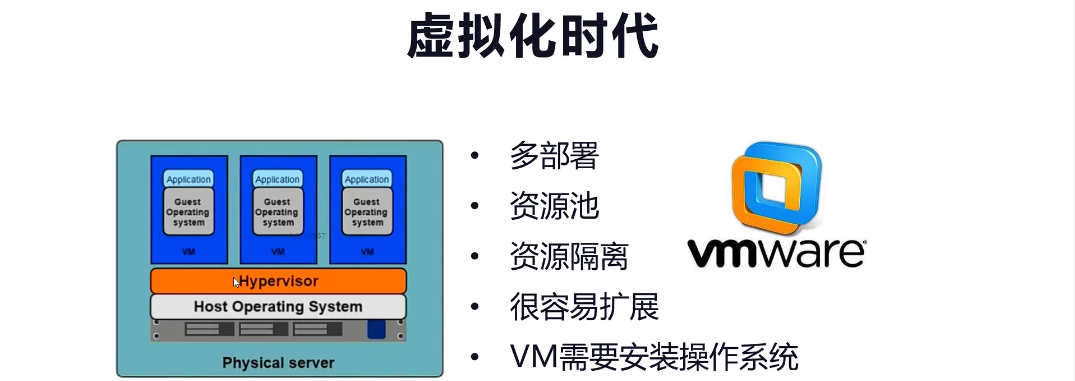 虚拟化时代
Application Application Application
Guest Operating system Guest Operating system Guest Operating system
VM VM VM
Hypervisor
Host Operating System
Physical server
• 多部署
• 资源池
• 资源隔离
• 很容易扩展
• VM需要安装操作系统
vmware